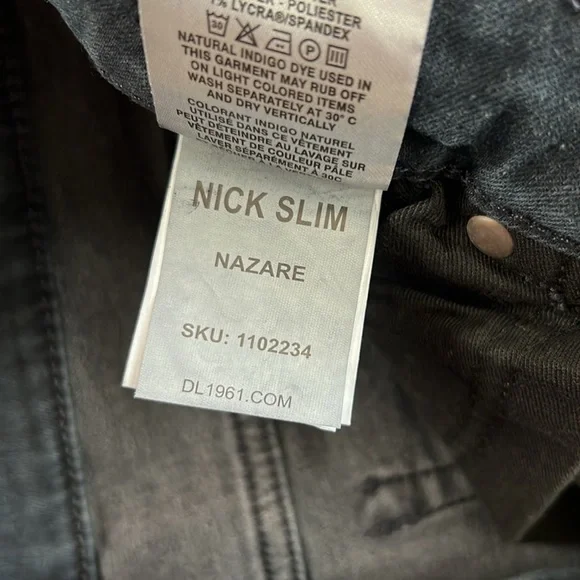 POLYESTER
1% LYCRA®/SPANDEX
30 P
NATURAL INDIGO DYE USED IN
THIS GARMENT MAY RUB OFF
ON LIGHT COLORED ITEMS
WASH SEPARATELY AT 30° C
AND DRY VERTICALLY
COLORANT INDIGO NATUREL
UTILISÉ DANS CE VÊTEMENT
PEUT DÉTEINDRE AU LAVAGE SUR
VÊTEMENT DE COULEUR PÂLE
NICK SLIM
NAZARE
SKU: 1102234
DL1961.COM